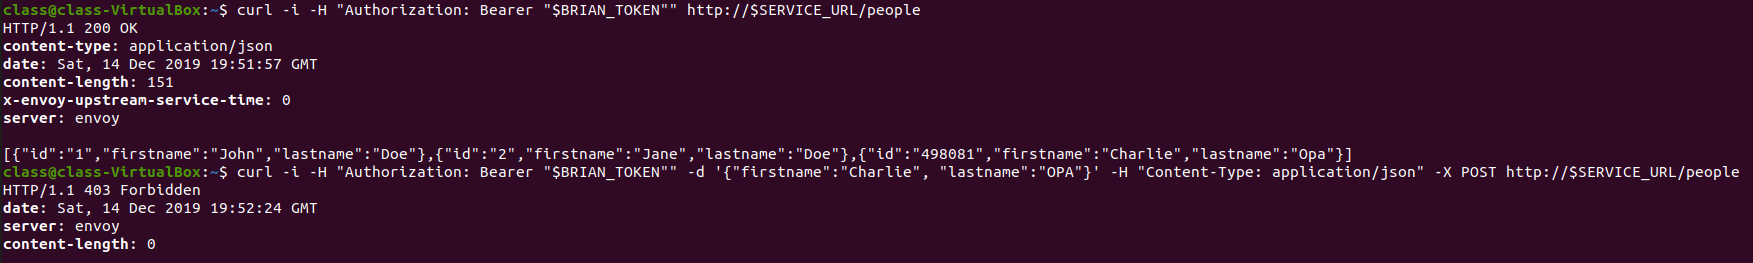 class@class-VirtualBox:~$ curl -i -H "Authorization: Bearer "$BRIAN_TOKEN"" http://$SERVICE_URL/people
HTTP/1.1 200 OK
content-type: application/json
date: Sat, 14 Dec 2019 19:51:57 GMT
content-length: 151
x-envoy-upstream-service-time: 0
server: envoy

[{"id":"1","firstname":"John","lastname":"Doe"},{"id":"2","firstname":"Jane","lastname":"Doe"},{"id":"498081","firstname":"Charlie","lastname":"Opa"}]
class@class-VirtualBox:~$ curl -i -H "Authorization: Bearer "$BRIAN_TOKEN"" -d '{"firstname":"Charlie", "lastname":"OPA"}' -H "Content-Type: application/json" -X POST http://$SERVICE_URL/people
HTTP/1.1 403 Forbidden
date: Sat, 14 Dec 2019 19:52:24 GMT
server: envoy
content-length: 0